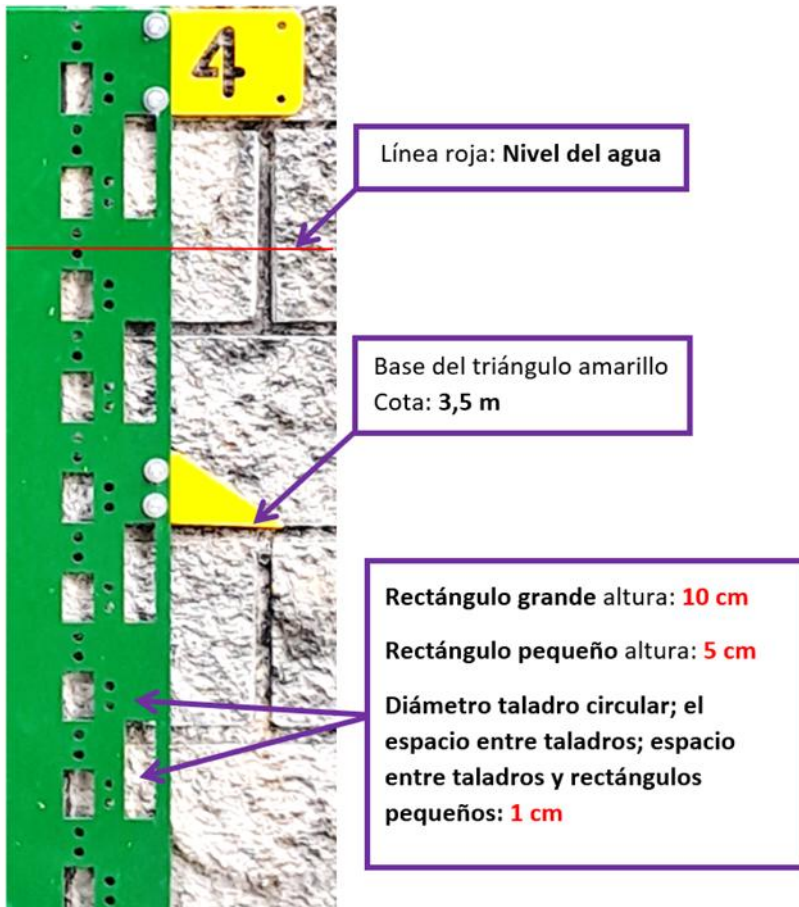 4
Línea roja: Nivel del agua
Base del triángulo amarillo
Cota: 3,5 m
Rectángulo grande altura: 10 cm
Rectángulo pequeño altura: 5 cm
Diámetro taladro circular; el
espacio entre taladros; espacio
entre taladros y rectángulos
pequeños: 1 cm